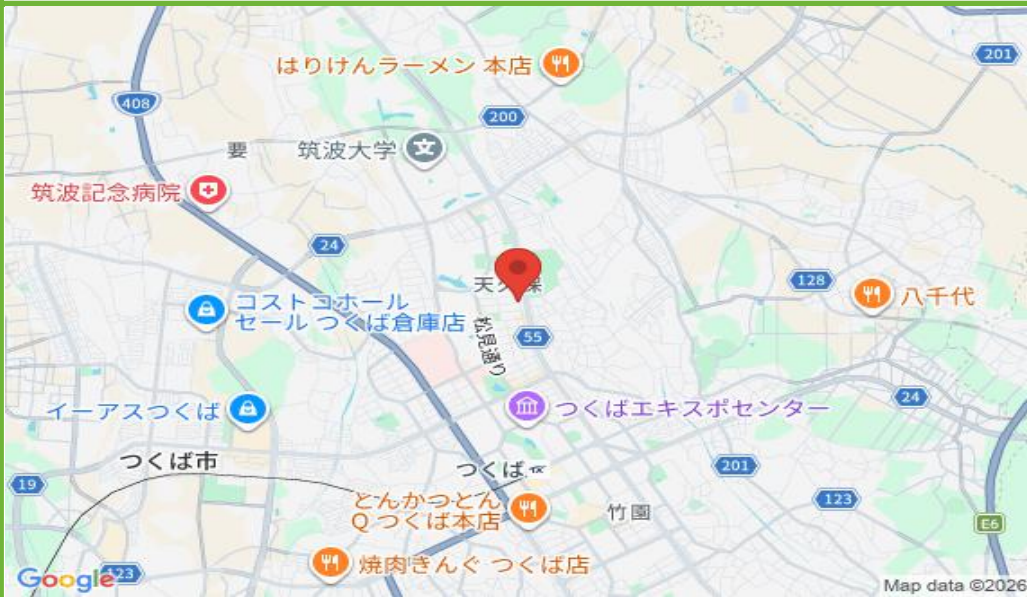 201
はりけんラーメン 本店
408
200
要
筑波大学
筑波記念病院
24
天久保
128
八千代
コストコホール
セール つくば倉庫店
松見通り
55
24
イーアスつくば
つくばエキスポセンター
つくば市
つくば
201
19
とんかつとん
Q つくば本店
竹園
123
E6
焼肉きんぐ つくば店
Google
123
Map data ©2026